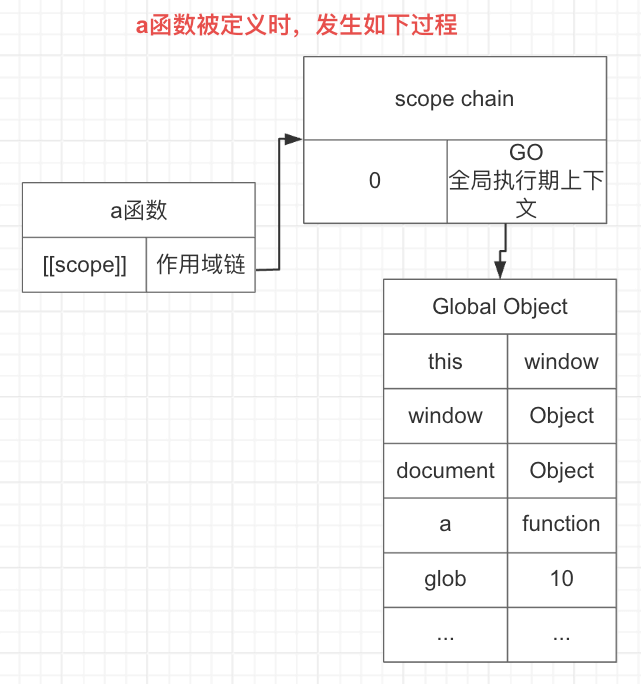 a函数被定义时，发生如下过程
scope chain
0
GO
全局执行期上下
文
a函数
[[scope]]
作用域链
Global Object
this
window
window
Object
document
Object
a
function
glob
10
...
...